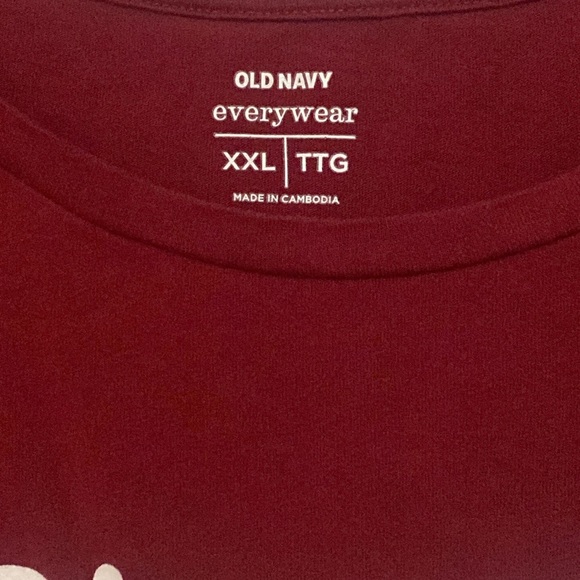 OLD NAVY
everywear
XXL | TTG
MADE IN CAMBODIA